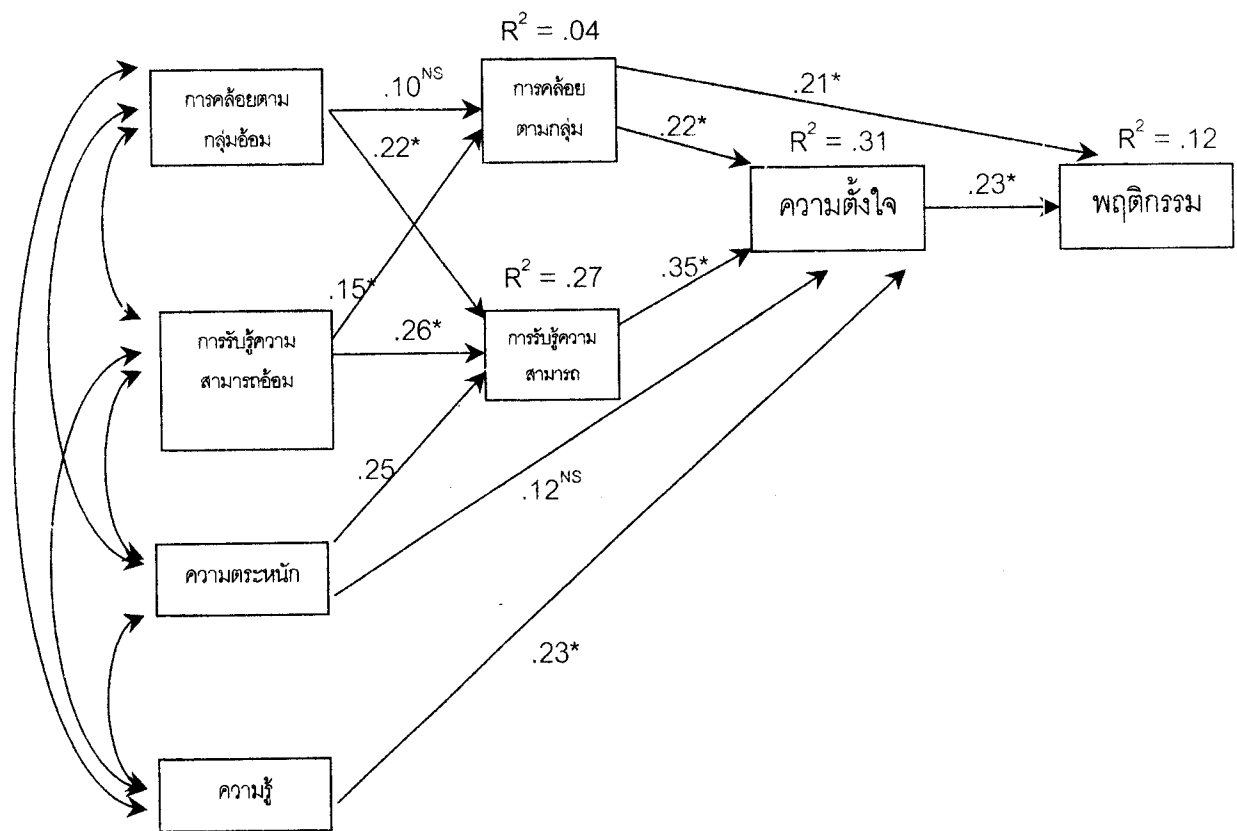 R² = .04
การคล้อยตาม
กลุ่มอ้อม
.10ᴺˢ
การคล้อย
ตามกลุ่ม
.21*
.22*
.22*
R² = .31
R² = .12
ความตั้งใจ
.23*
พฤติกรรม
R² = .27
.35*
.15*
การรับรู้ความ
สามารถอ้อม
.26*
การรับรู้ความ
สามารถ
.25
.12ᴺˢ
ความตระหนัก
.23*
ความรู้